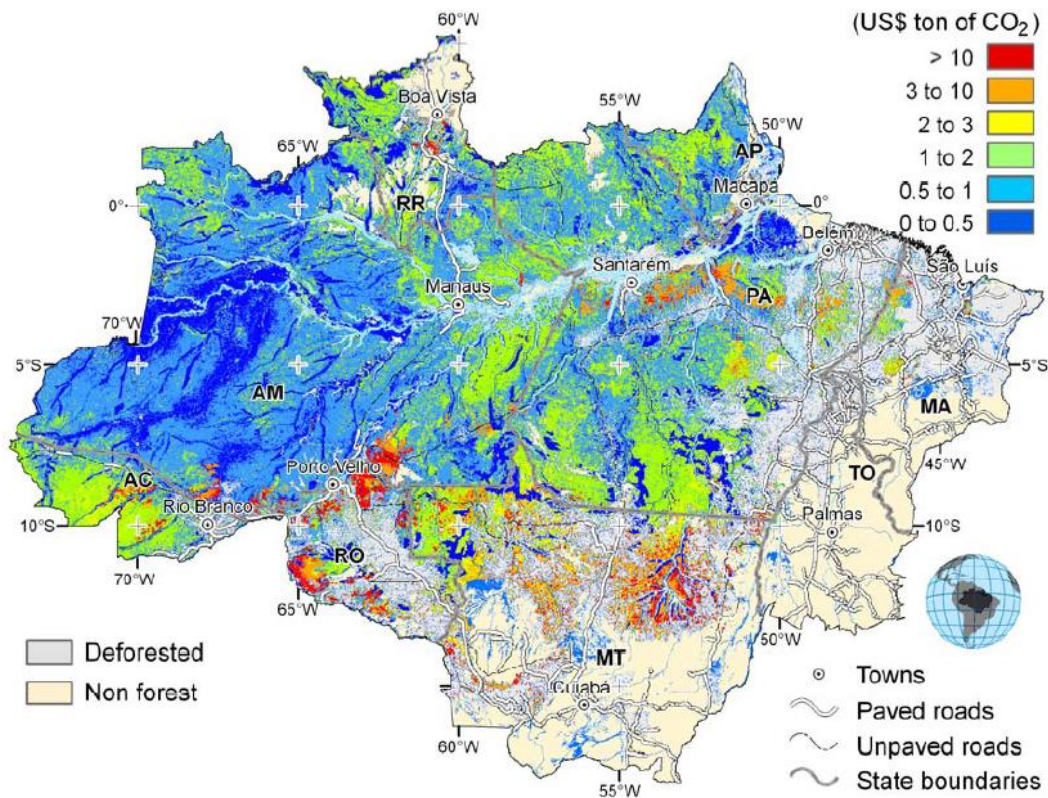 (US$ ton of CO₂)
> 10
3 to 10
2 to 3
1 to 2
0.5 to 1
0 to 0.5
60°W
Boa Vista
55°W
50°W
65°W
AP
Macapá
0°
RR
0°
Belém
Santarém
São Luís
Manaus
PA
70°W
5°S
5°S
AM
MA
45°W
Porto Velho
TO
AC
Rio Branco
10°S
Palmas
10°S
RO
70°W
65°W
50°W
MT
Cuiabá
60°W
55°W
Deforested
Non forest
Towns
Paved roads
Unpaved roads
State boundaries